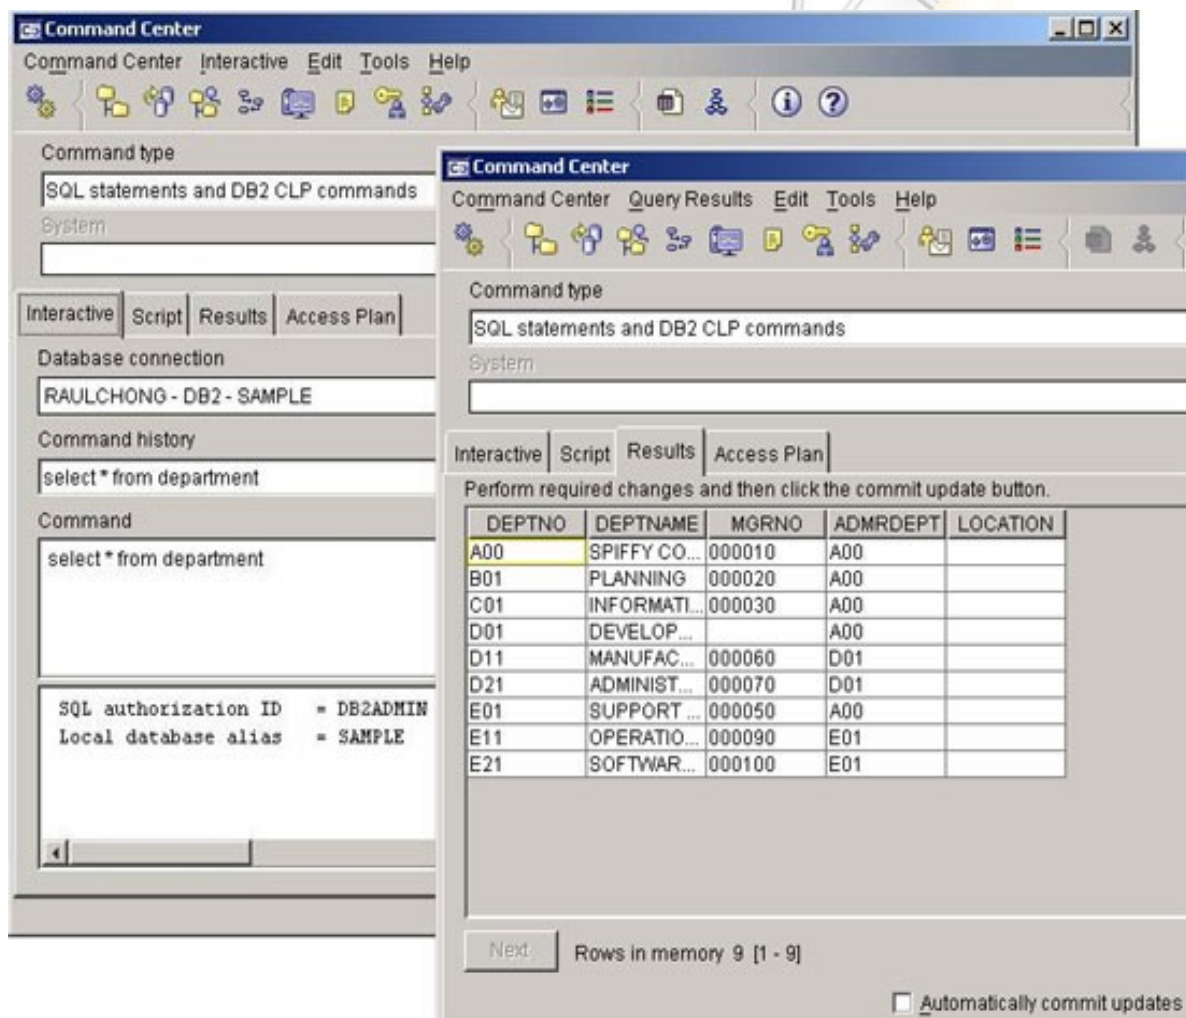 Command Center
Command Center Interactive Edit Tools Help
Command type
SQL statements and DB2 CLP commands
System
Interactive Script Results Access Plan
Database connection
RAULCHONG - DB2 - SAMPLE
Command history
select * from department
Command
select * from department
SQL authorization ID = DB2ADMIN
Local database alias = SAMPLE
Command Center
Command Center Query Results Edit Tools Help
Command type
SQL statements and DB2 CLP commands
System
Interactive Script Results Access Plan
Perform required changes and then click the commit update button.
DEPTNO DEPTNAME MGRNO ADMRDEPT LOCATION
A00 SPIFFY CO... 000010 A00
B01 PLANNING 000020 A00
C01 INFORMATI... 000030 A00
D01 DEVELOP... A00
D11 MANUFAC... 000060 D01
D21 ADMINIST... 000070 D01
E01 SUPPORT ... 000050 A00
E11 OPERATIO... 000090 E01
E21 SOFTWAR... 000100 E01
Next Rows in memory 9 [1 - 9]
Automatically commit updates